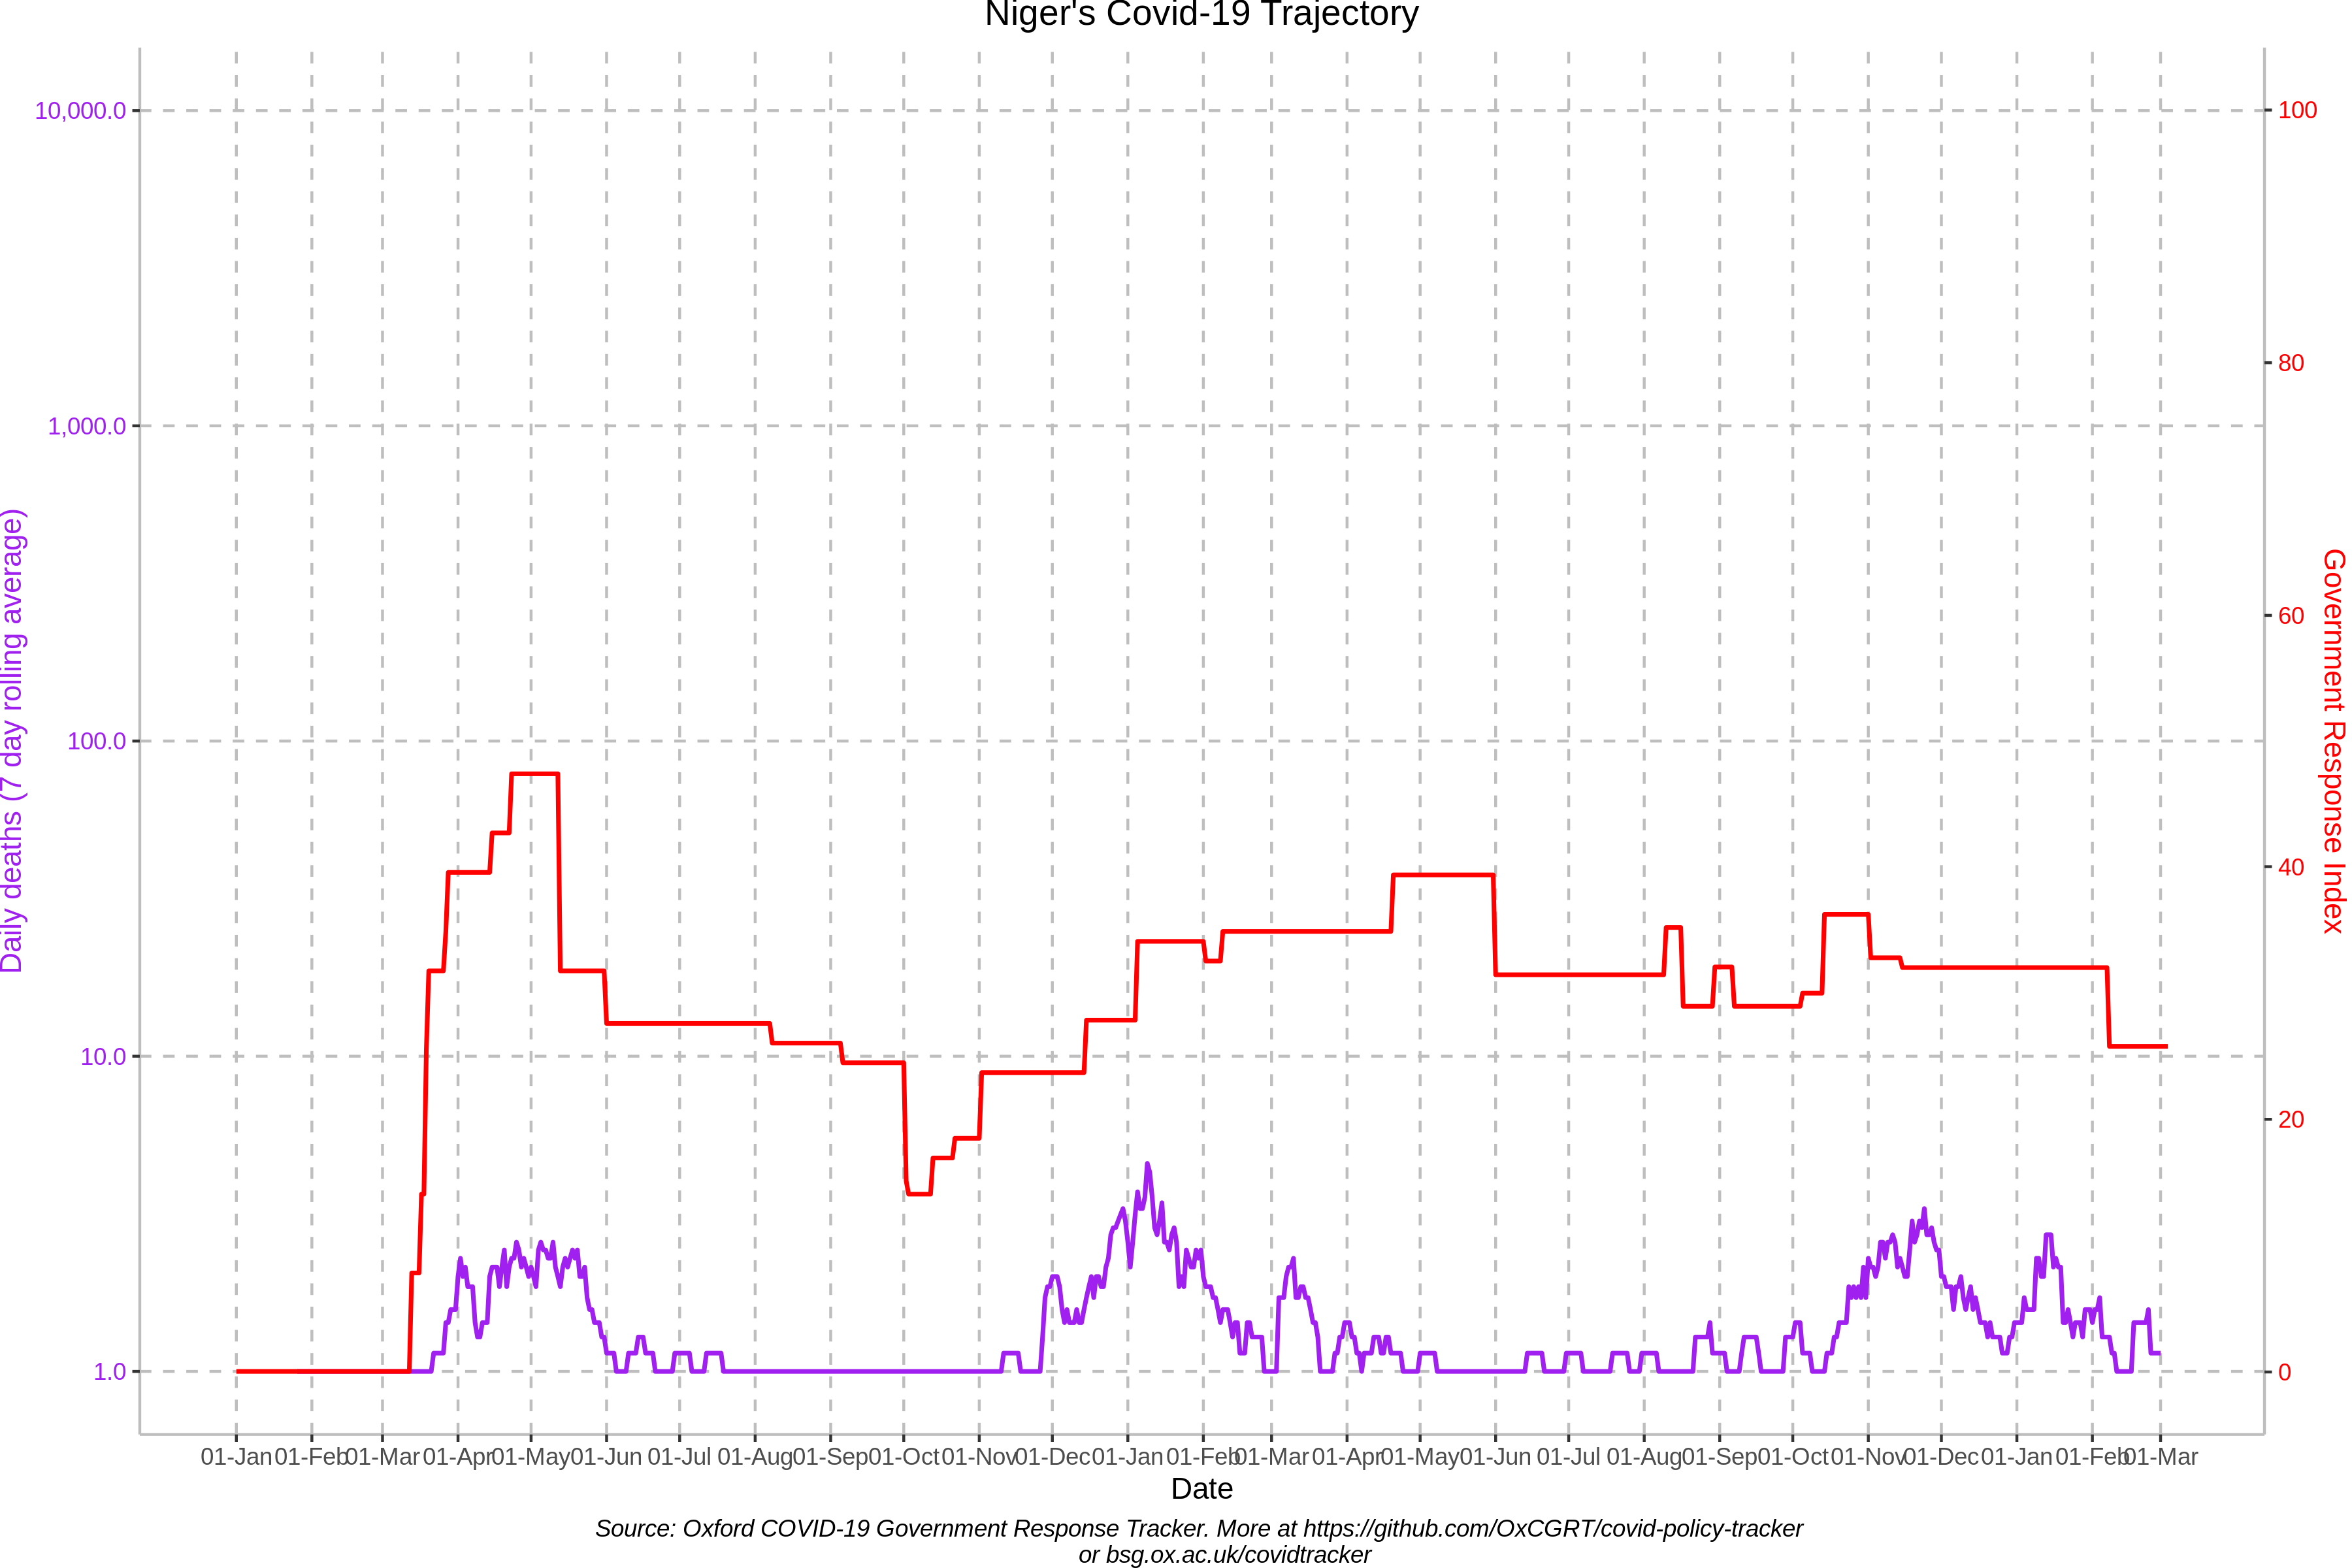 Niger's Covid-19 Trajectory
10,000.0
1,000.0
100.0
10.0
1.0
Daily deaths (7 day rolling average)
100
80
60
40
20
0
Government Response Index
01-Jan 01-Feb 01-Mar 01-Apr 01-May 01-Jun 01-Jul 01-Aug 01-Sep 01-Oct 01-Nov 01-Dec 01-Jan 01-Feb 01-Mar 01-Apr 01-May 01-Jun 01-Jul 01-Aug 01-Sep 01-Oct 01-Nov 01-Dec 01-Jan 01-Feb 01-Mar
Date
Source: Oxford COVID-19 Government Response Tracker. More at https://github.com/OxCGRT/covid-policy-tracker
or bsg.ox.ac.uk/covidtracker